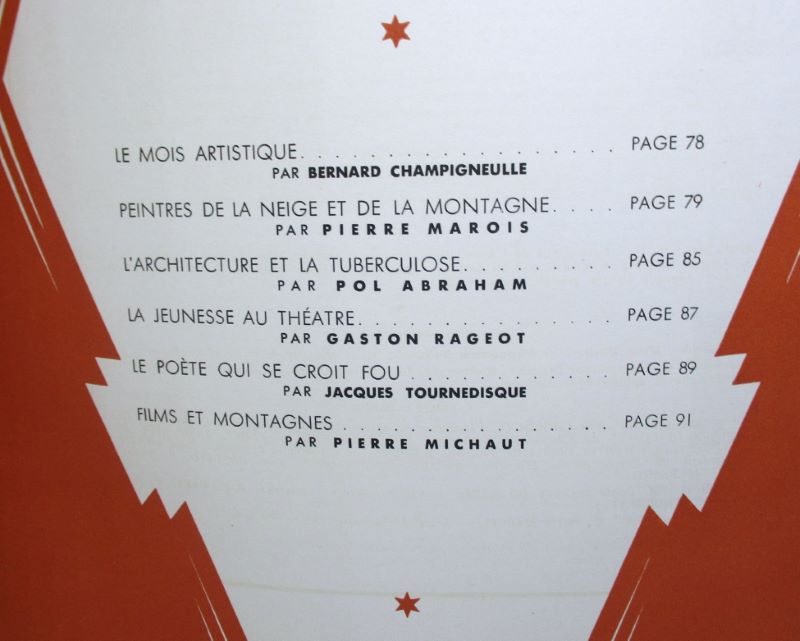 LE MOIS ARTISTIQUE. . . . . . . . . . . . . . . . . . . PAGE 78
PAR BERNARD CHAMPIGNEULLE
PEINTRES DE LA NEIGE ET DE LA MONTAGNE. . . . PAGE 79
PAR PIERRE MAROIS
L'ARCHITECTURE ET LA TUBERCULOSE. . . . . . . . . PAGE 85
PAR POL ABRAHAM
LA JEUNESSE AU THÉATRE. . . . . . . . . . . . . . . PAGE 87
PAR GASTON RAGEOT
LE POÈTE QUI SE CROIT FOU . . . . . . . . . . . . PAGE 89
PAR JACQUES TOURNEDISQUE
FILMS ET MONTAGNES . . . . . . . . . . . . . . . . PAGE 91
PAR PIERRE MICHAUT